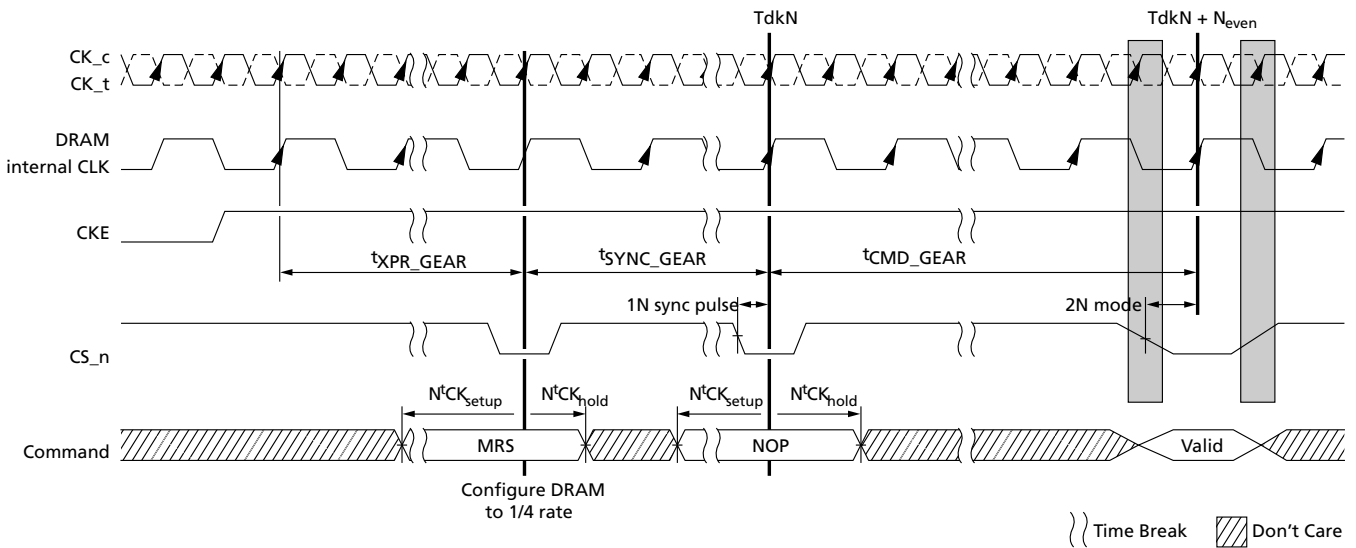 TdkN
TdkN + Neven
CK_c
CK_t
DRAM
internal CLK
CKE
tXPR_GEAR
tSYNC_GEAR
tCMD_GEAR
1N sync pulse
2N mode
CS_n
NtCKsetup
NtCKhold
NtCKsetup
NtCKhold
Command
MRS
NOP
Valid
Configure DRAM
to 1/4 rate
Time Break
Don't Care